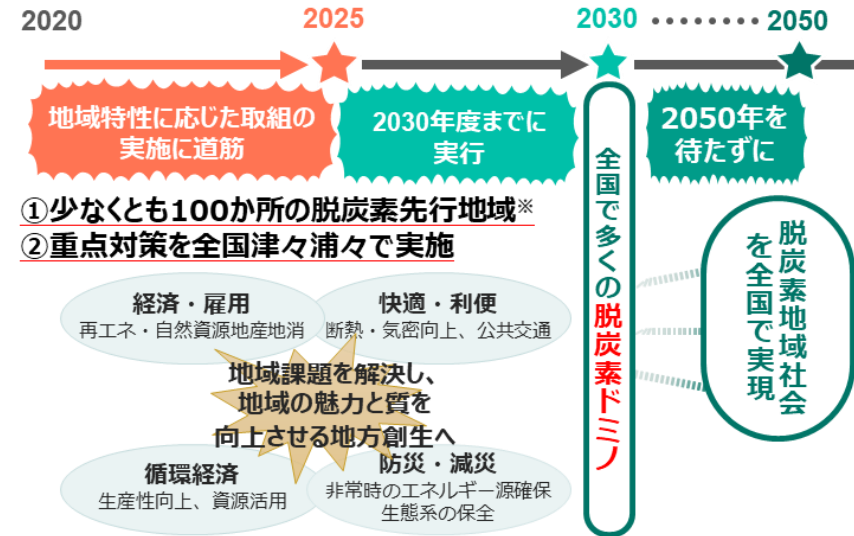 2020
2025
2030 ・・・・・・・・ 2050
地域特性に応じた取組の
実施に道筋
2030年度までに
実行
2050年を
待たずに
①少なくとも100か所の脱炭素先行地域※
②重点対策を全国津々浦々で実施
経済・雇用
再エネ・自然資源地産地消
快適・利便
断熱・気密向上、公共交通
地域課題を解決し、
地域の魅力と質を
向上させる地方創生へ
循環経済
生産性向上、資源活用
防災・減災
非常時のエネルギー源確保
生態系の保全
全国で多くの脱炭素ドミノ
脱炭素地域社会
を全国で実現